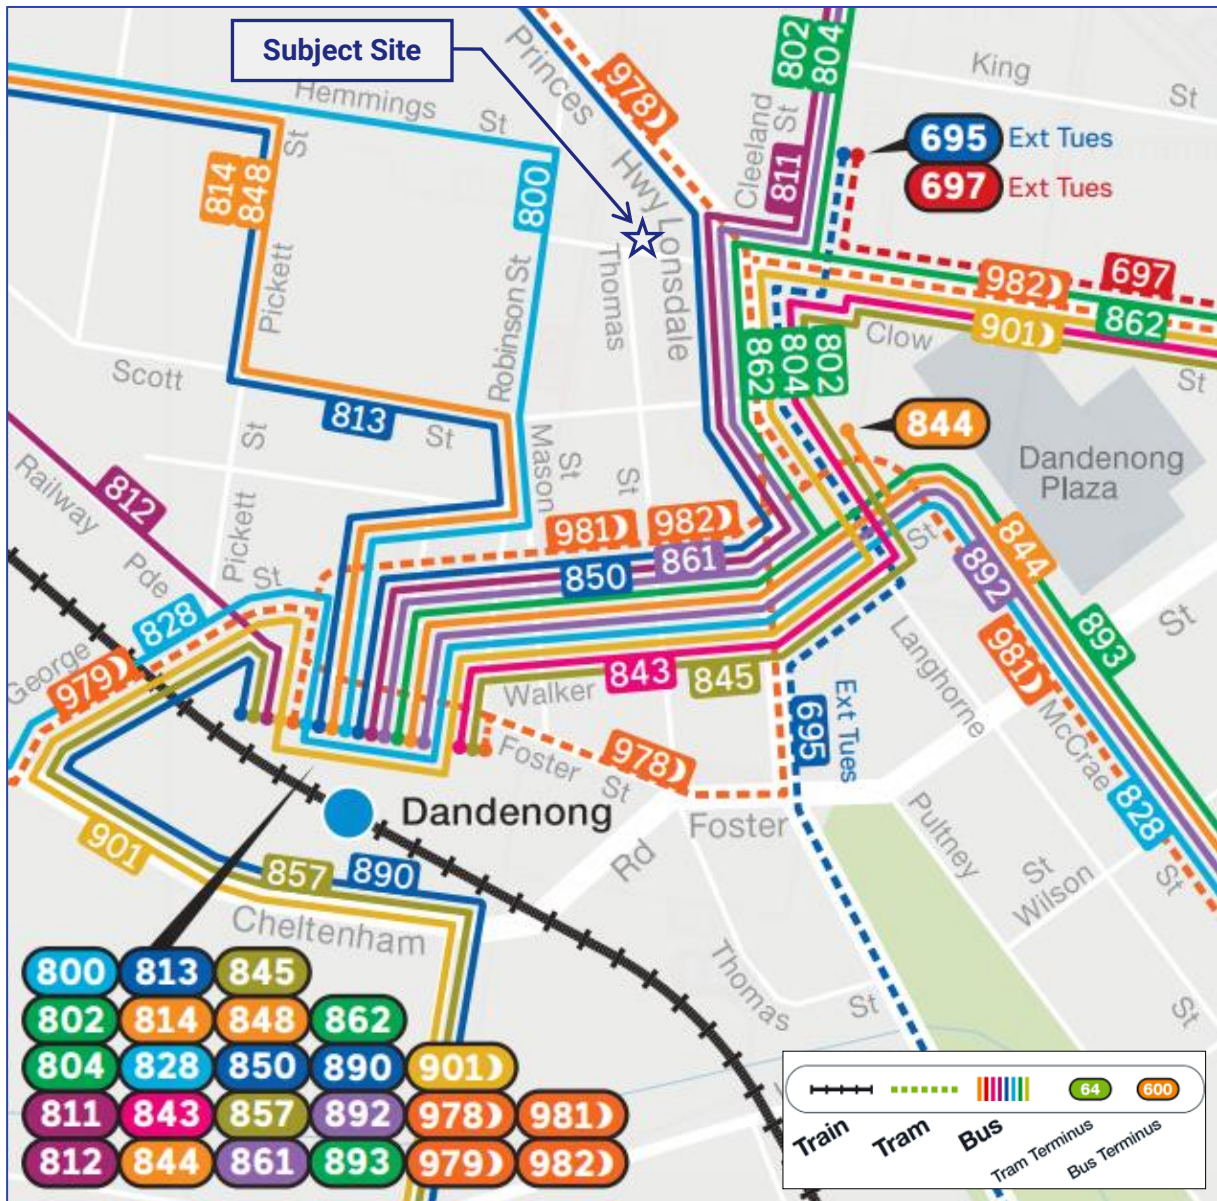 Subject Site
Princes
Hwy
Lonsdale
978
802
804
King
St
Hemmings
St
St
Cleeland
St
811
695 Ext Tues
697 Ext Tues
814
848
800
Pickett
Thomas
982
697
901
862
Clow
St
862
804
802
Robinson St
Scott
St
813
St
Mason
St
St
844
Dandenong
Plaza
812
Railway
Pde
Pickett
St
981
982
850
861
St
892
844
893
St
828
George
979
Langhorne
981
McCrae
828
St
Walker
843
845
695
Ext Tues
Foster
St
978
Foster
Dandenong
Rd
Pultney
St
Wilson
901
857
890
Cheltenham
Thomas
St
St
800 813 845
802 814 848 862
804 828 850 890 901
811 843 857 892 978 981
812 844 861 893 979 982
64
600
Train
Tram
Bus
Tram Terminus
Bus Terminus